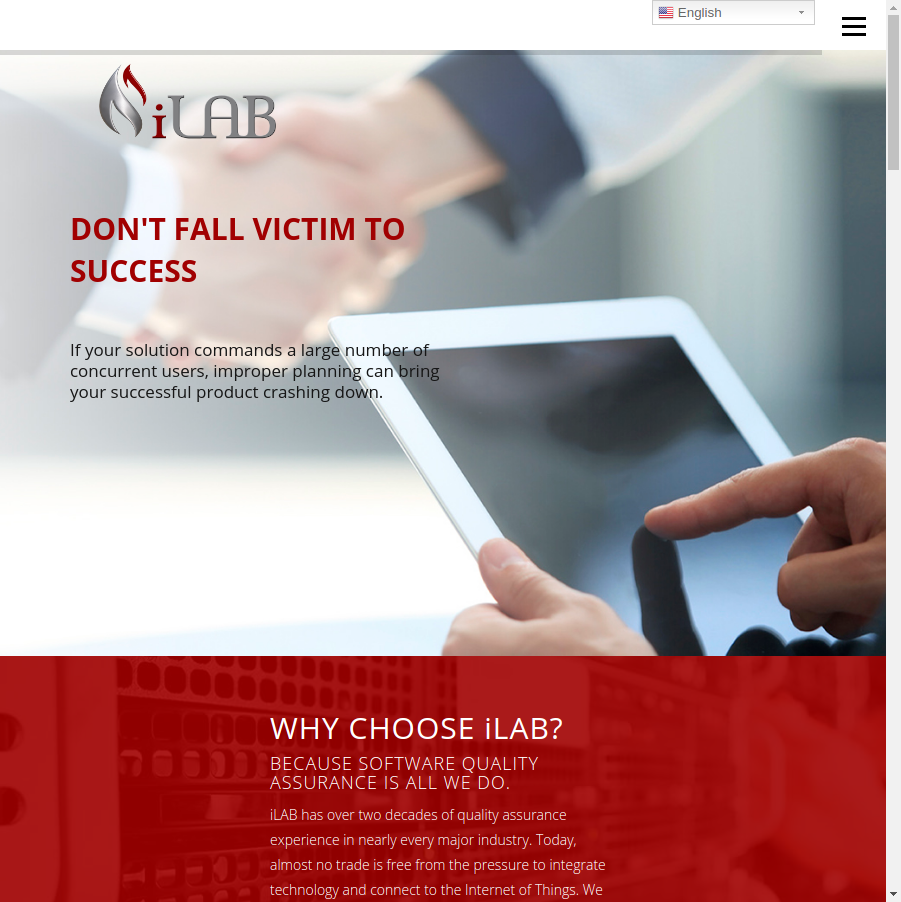 English
iLAB
DON'T FALL VICTIM TO
SUCCESS
If your solution commands a large number of
concurrent users, improper planning can bring
your successful product crashing down.
WHY CHOOSE iLAB?
BECAUSE SOFTWARE QUALITY
ASSURANCE IS ALL WE DO.
iLAB has over two decades of quality assurance
experience in nearly every major industry. Today,
almost no trade is free from the pressure to integrate
technology and connect to the Internet of Things. We